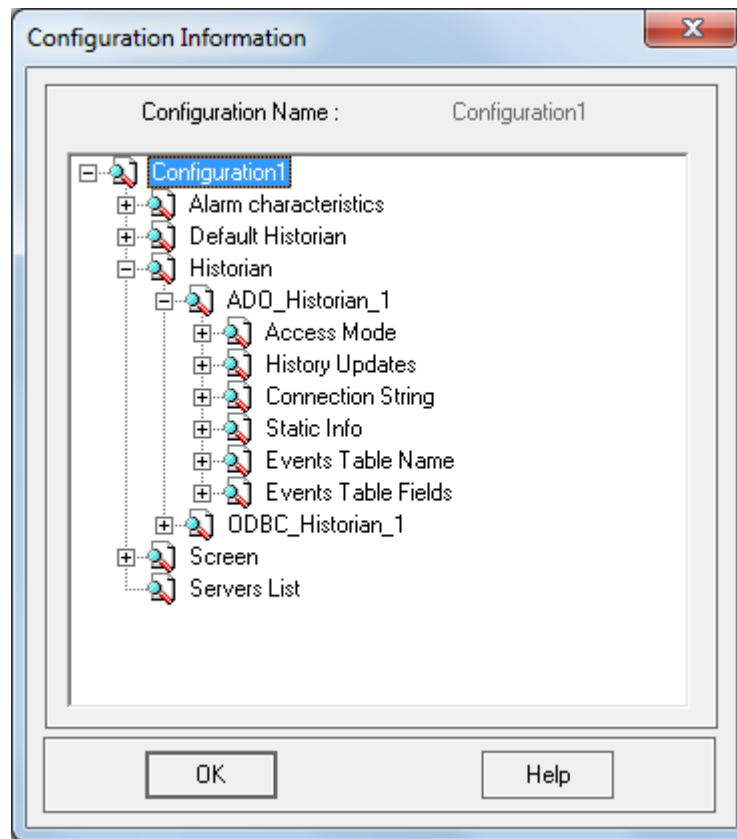 Configuration Information
Configuration Name : Configuration1
Configuration1
Alarm characteristics
Default Historian
Historian
ADO_Historian_1
Access Mode
History Updates
Connection String
Static Info
Events Table Name
Events Table Fields
ODBC_Historian_1
Screen
Servers List
OK Help